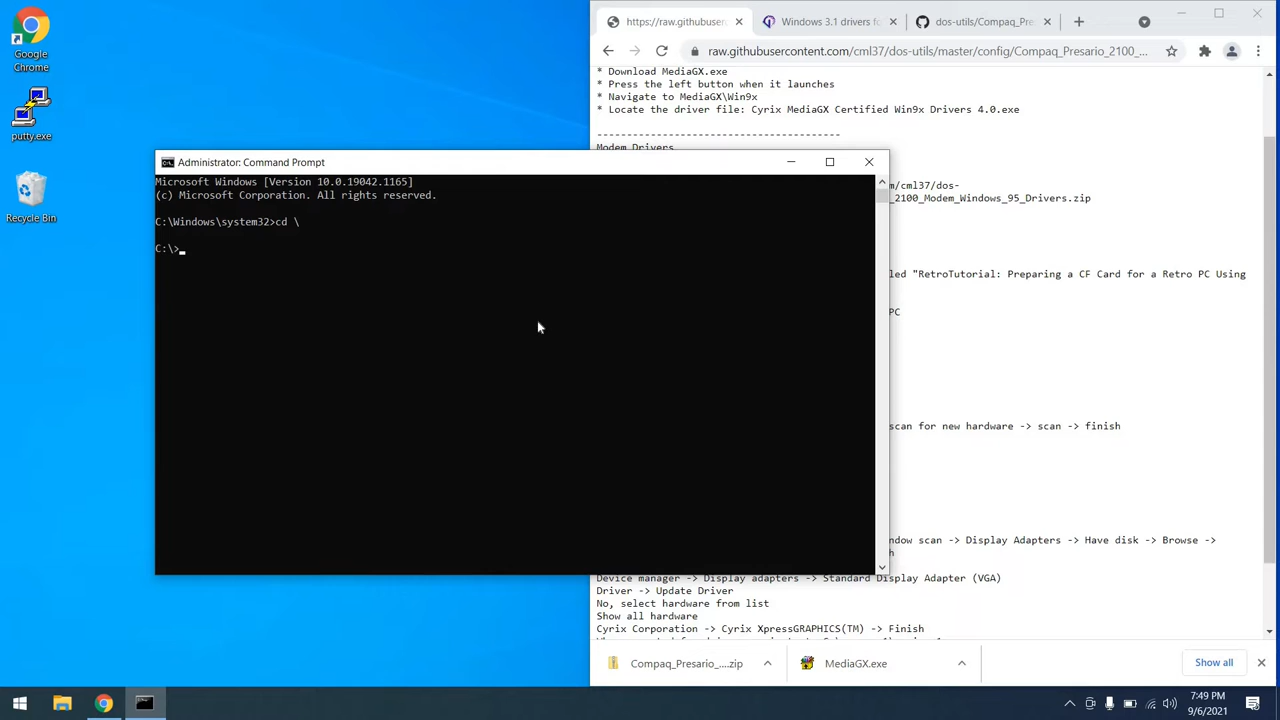 Google
Chrome
putty.exe
Recycle Bin
https://raw.githubuser
Windows 3.1 drivers for
dos-utils/Compaq_Pre
raw.githubusercontent.com/cml37/dos-utils/master/config/Compaq_Presario_2100_...
* Download MediaGX.exe
* Press the left button when it launches
* Navigate to MediaGX\Win9x
* Locate the driver file: Cyrix MediaGX Certified Win9x Drivers 4.0.exe
---------------------------------------
Modem Drivers
Administrator: Command Prompt
Microsoft Windows [Version 10.0.19042.1165]
(c) Microsoft Corporation. All rights reserved.
C:\Windows\system32>cd \
C:\>_
m/cml37/dos-
_2100_Modem_Windows_95_Drivers.zip
led "RetroTutorial: Preparing a CF Card for a Retro PC Using
PC
scan for new hardware -> scan -> finish
ndow scan -> Display Adapters -> Have disk -> Browse ->
h
Device manager -> Display adapters -> Standard Display Adapter (VGA)
Driver -> Update Driver
No, select hardware from list
Show all hardware
Cyrix Corporation -> Cyrix XpressGRAPHICS(TM) -> Finish
Compaq_Presario_....zip
MediaGX.exe
Show all
7:49 PM
9/6/2021